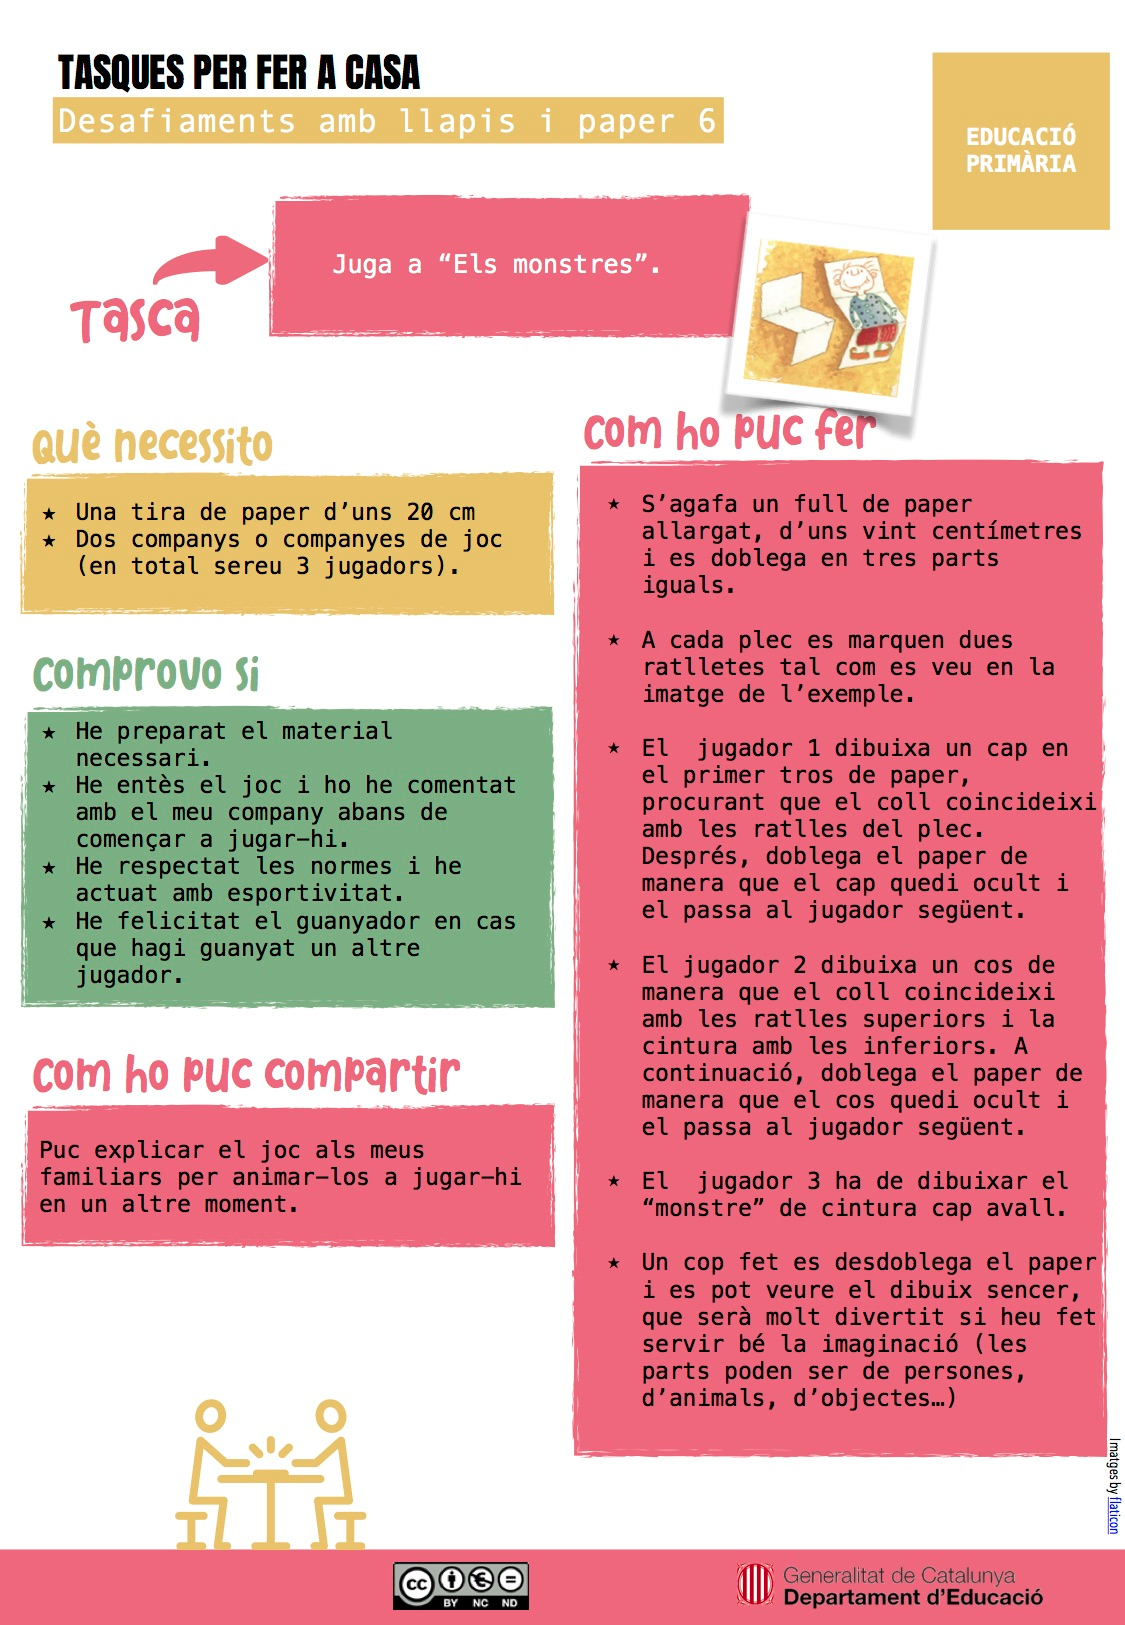 TASQUES PER FER A CASA
Desafiaments amb llapis i paper 6
EDUCACIÓ
PRIMÀRIA
Tasca
Juga a “Els monstres”.
Què necessito
★ Una tira de paper d’uns 20 cm
★ Dos companys o companyes de joc
(en total sereu 3 jugadors).
Comprovo si
★ He preparat el material
necessari.
★ He entès el joc i ho he comentat
amb el meu company abans de
començar a jugar-hi.
★ He respectat les normes i he
actuat amb esportivitat.
★ He felicitat el guanyador en cas
que hagi guanyat un altre
jugador.
Com ho puc compartir
Puc explicar el joc als meus
familiars per animar-los a jugar-hi
en un altre moment.
Com ho puc fer
★ S’agafa un full de paper
allargat, d’uns vint centímetres
i es doblega en tres parts
iguals.
★ A cada plec es marquen dues
ratlletes tal com es veu en la
imatge de l’exemple.
★ El  jugador 1 dibuixa un cap en
el primer tros de paper,
procurant que el coll coincideixi
amb les ratlles del plec.
Després, doblega el paper de
manera que el cap quedi ocult i
el passa al jugador següent.
★ El jugador 2 dibuixa un cos de
manera que el coll coincideixi
amb les ratlles superiors i la
cintura amb les inferiors. A
continuació, doblega el paper de
manera que el cos quedi ocult i
el passa al jugador següent.
★ El  jugador 3 ha de dibuixar el
“monstre” de cintura cap avall.
★ Un cop fet es desdoblega el paper
i es pot veure el dibuix sencer,
que serà molt divertit si heu fet
servir bé la imaginació (les
parts poden ser de persones,
d’animals, d’objectes…)
Imatges by flaticon
cc BY NC ND
Generalitat de Catalunya
Departament d’Educació